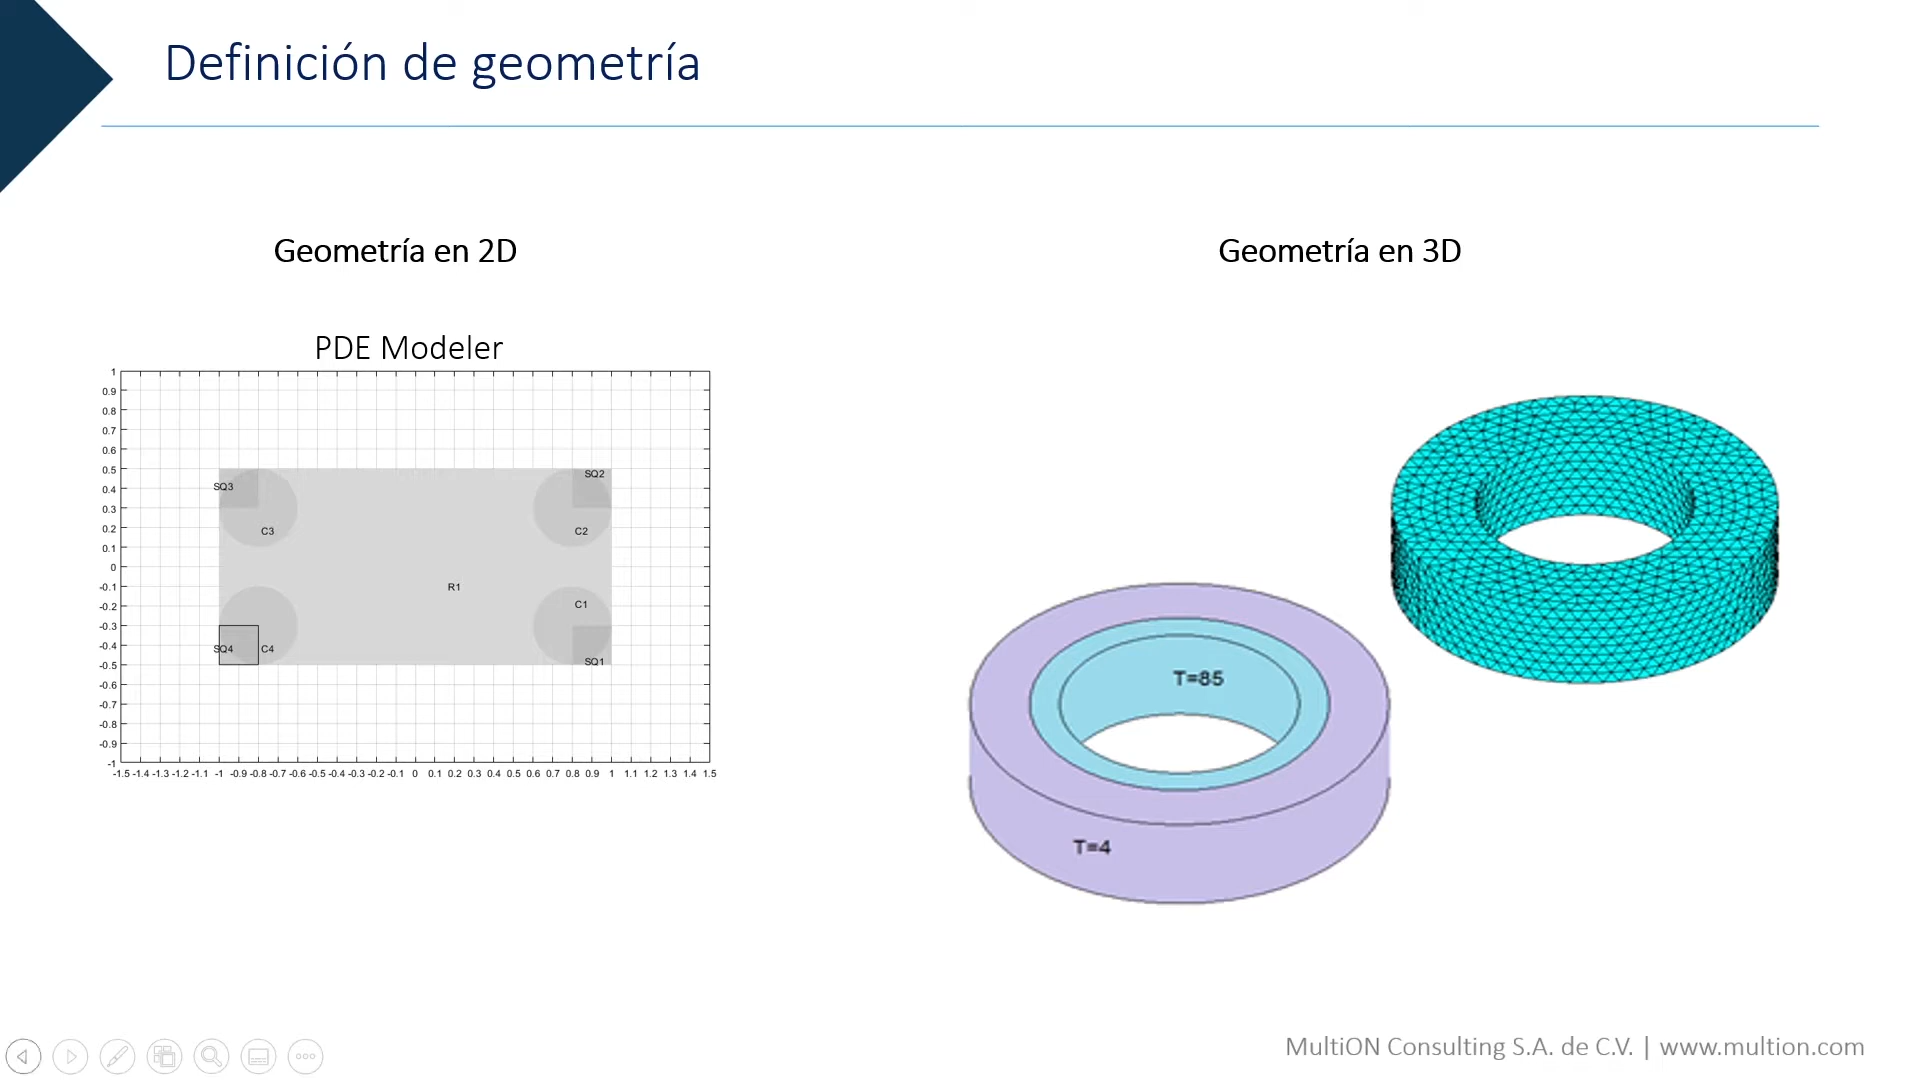 Definición de geometría
Geometría en 2D
Geometría en 3D
PDE Modeler
1
0.9
0.8
0.7
0.6
0.5
0.4
0.3
0.2
0.1
0
-0.1
-0.2
-0.3
-0.4
-0.5
-0.6
-0.7
-0.8
-0.9
-1
-1.5 -1.4 -1.3 -1.2 -1.1 -1 -0.9 -0.8 -0.7 -0.6 -0.5 -0.4 -0.3 -0.2 -0.1 0 0.1 0.2 0.3 0.4 0.5 0.6 0.7 0.8 0.9 1 1.1 1.2 1.3 1.4 1.5
SQ3
SQ2
C3
C2
R1
C1
SQ4
C4
SQ1
T=85
T=4
MultiON Consulting S.A. de C.V. | www.multion.com